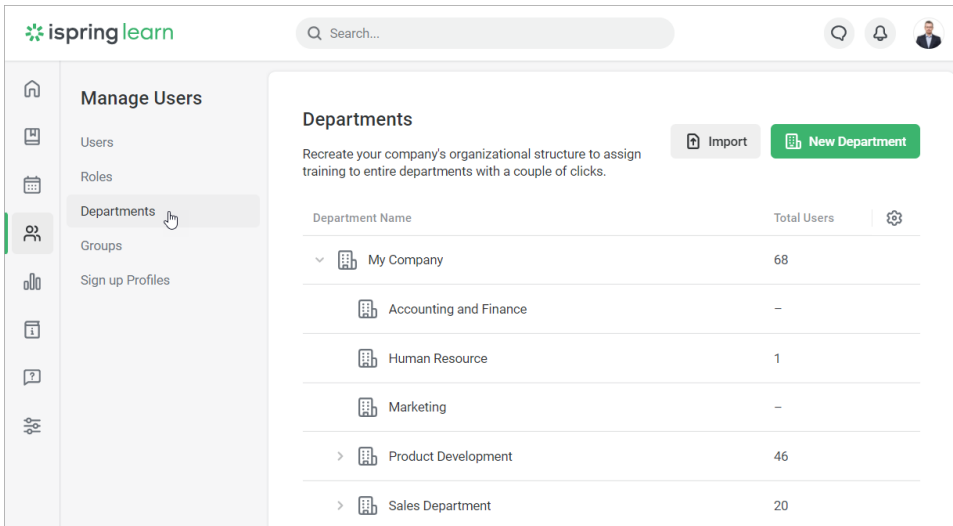 ispring learn
Search...
Manage Users
Users
Roles
Departments
Groups
Sign up Profiles
Departments
Recreate your company's organizational structure to assign
training to entire departments with a couple of clicks.
Import
New Department
Department Name Total Users
My Company 68
Accounting and Finance –
Human Resource 1
Marketing –
Product Development 46
Sales Department 20